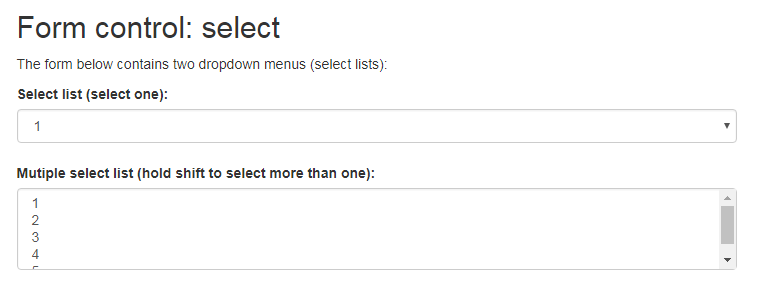 Form control: select
The form below contains two dropdown menus (select lists):
Select list (select one):
1
Mutiple select list (hold shift to select more than one):
1
2
3
4